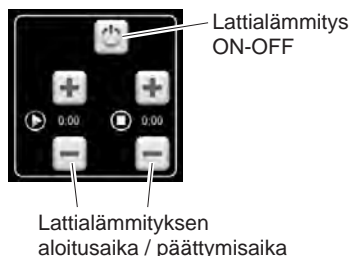 Lattialämmitys
ON-OFF
0:00 0:00
Lattialämmityksen
aloitusaika / päättymisaika